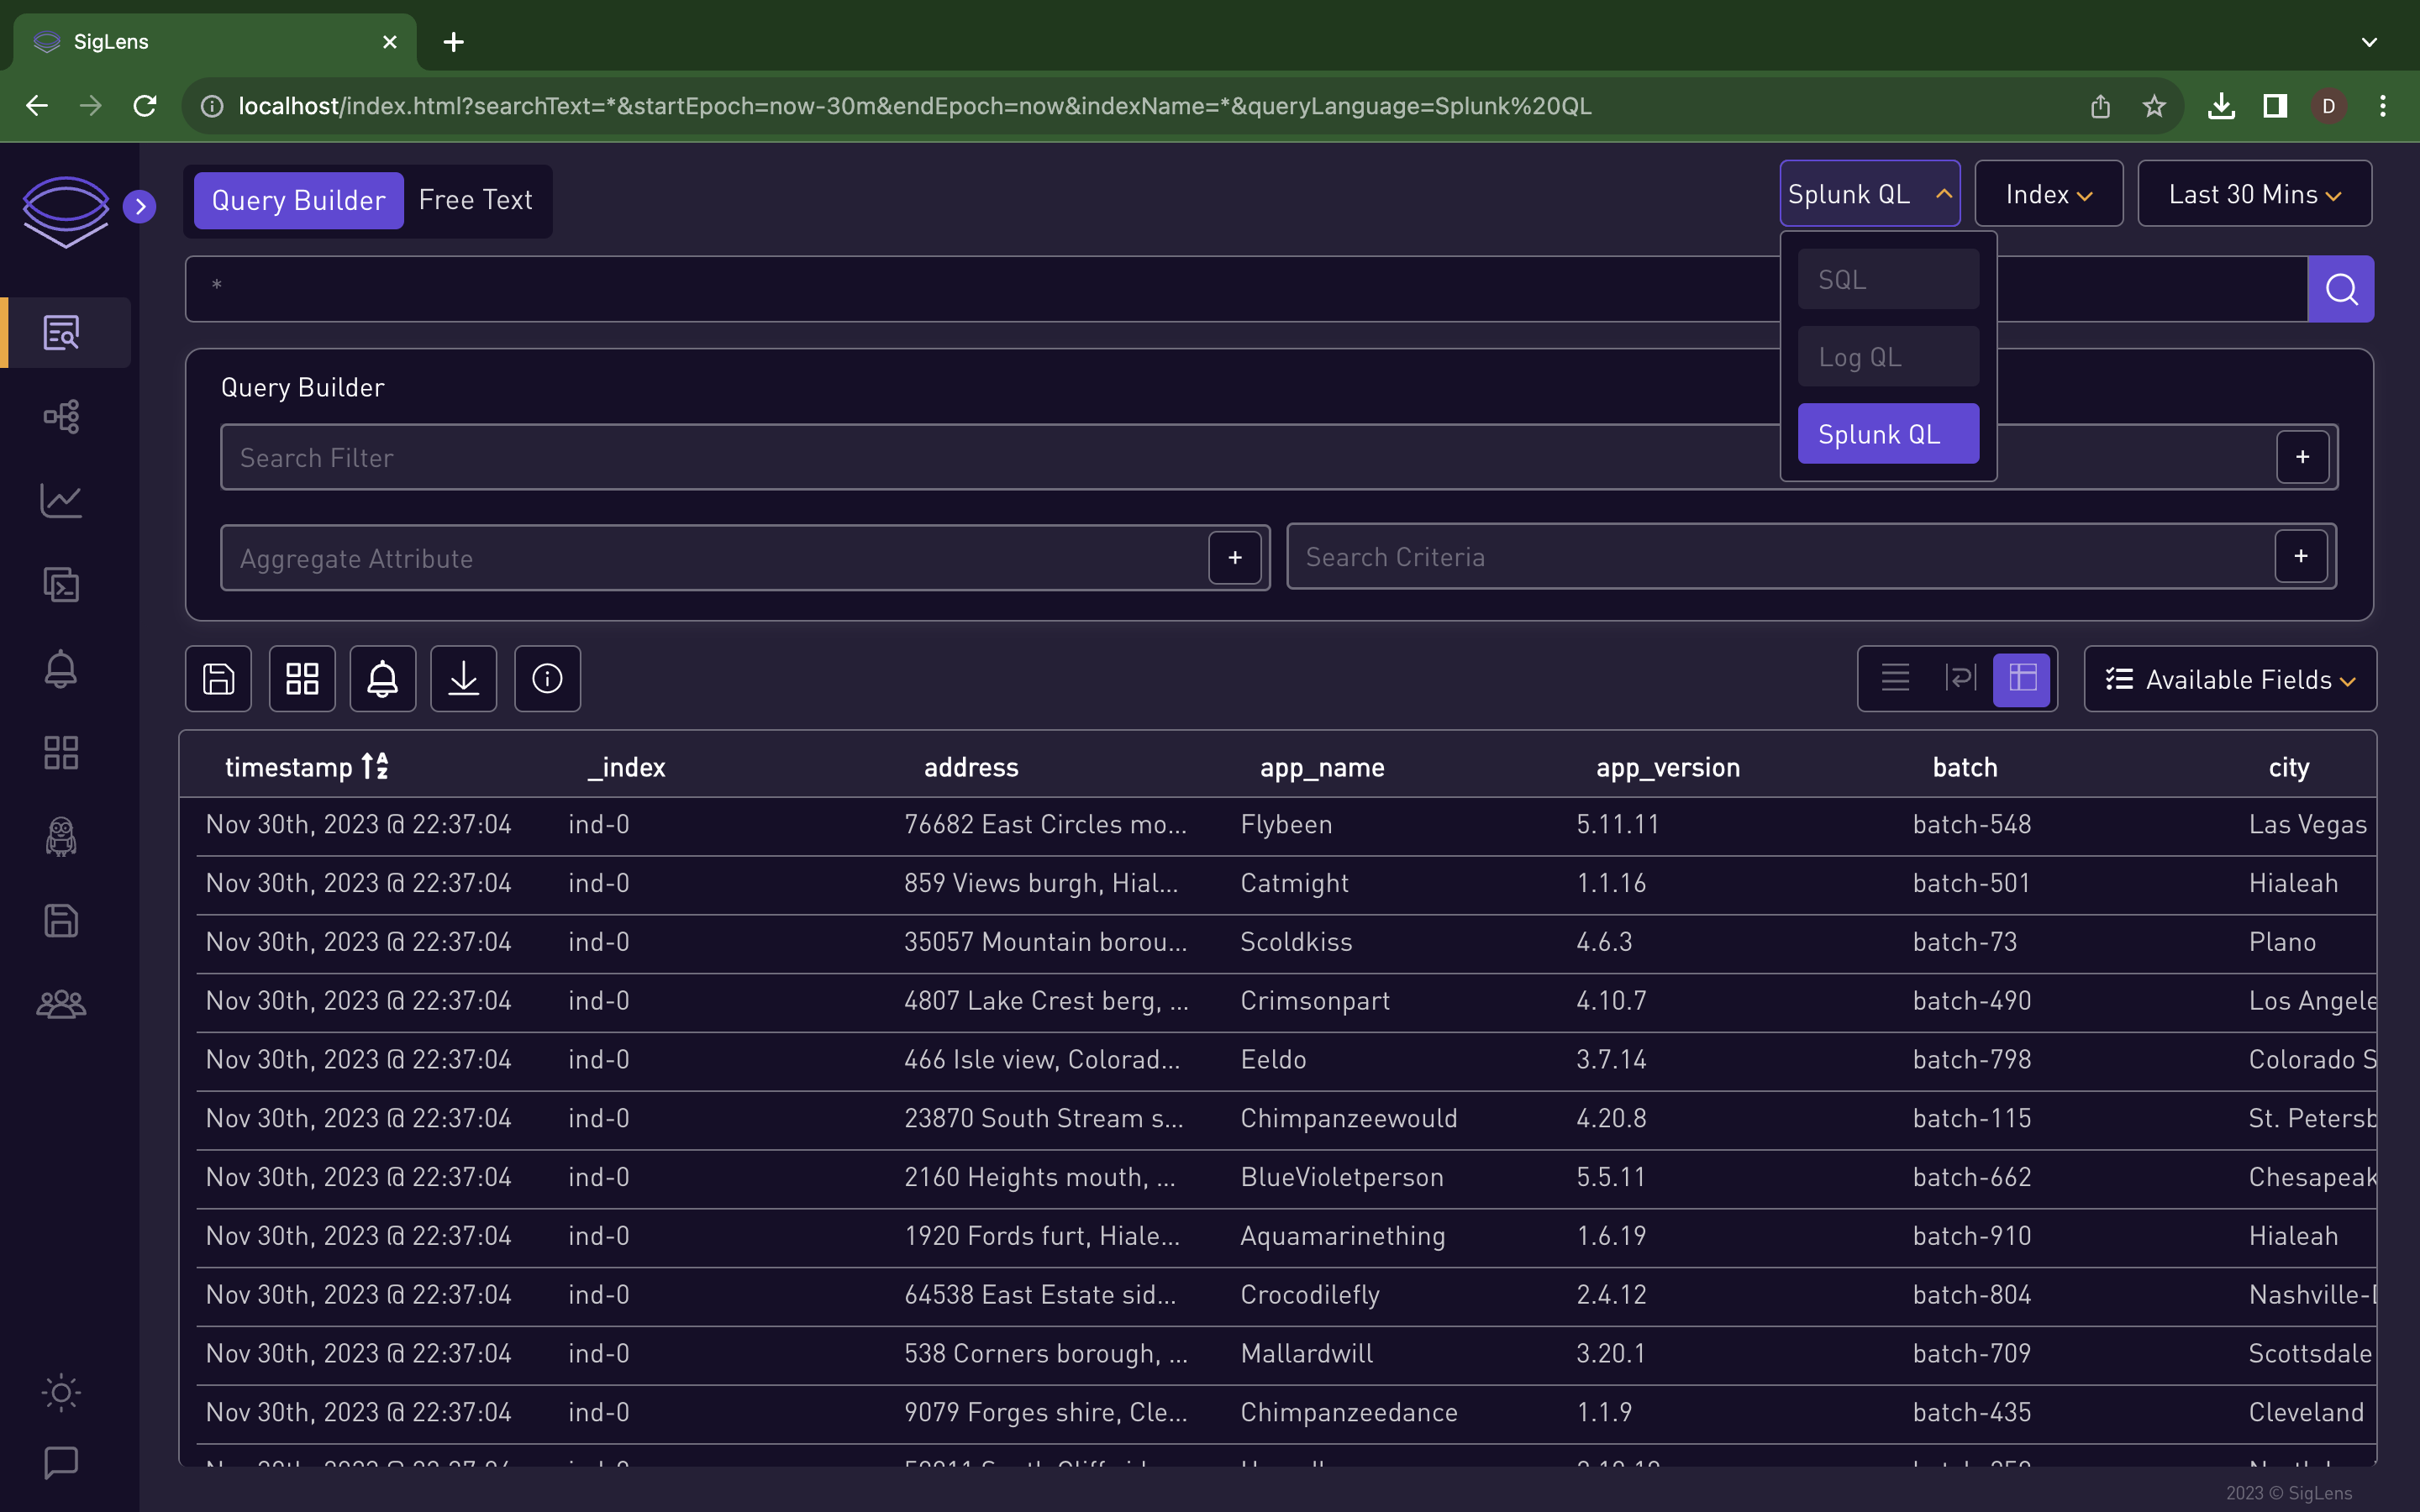 SigLens
localhost/index.html?searchText=*&startEpoch=now-30m&endEpoch=now&indexName=*&queryLanguage=Splunk%20QL
D
Query Builder Free Text
Splunk QL Index Last 30 Mins
*
SQL
Log QL
Splunk QL
Query Builder
Search Filter +
Aggregate Attribute + Search Criteria +
Available Fields
timestamp _index address app_name app_version batch city
Nov 30th, 2023 @ 22:37:04 ind-0 76682 East Circles mo... Flybeen 5.11.11 batch-548 Las Vegas
Nov 30th, 2023 @ 22:37:04 ind-0 859 Views burgh, Hial... Catmight 1.1.16 batch-501 Hialeah
Nov 30th, 2023 @ 22:37:04 ind-0 35057 Mountain borou... Scoldkiss 4.6.3 batch-73 Plano
Nov 30th, 2023 @ 22:37:04 ind-0 4807 Lake Crest berg, ... Crimsonpart 4.10.7 batch-490 Los Angele
Nov 30th, 2023 @ 22:37:04 ind-0 466 Isle view, Colorad... Eeldo 3.7.14 batch-798 Colorado S
Nov 30th, 2023 @ 22:37:04 ind-0 23870 South Stream s... Chimpanzeewould 4.20.8 batch-115 St. Petersb
Nov 30th, 2023 @ 22:37:04 ind-0 2160 Heights mouth, ... BlueVioletperson 5.5.11 batch-662 Chesapeak
Nov 30th, 2023 @ 22:37:04 ind-0 1920 Fords furt, Hiale... Aquamarinething 1.6.19 batch-910 Hialeah
Nov 30th, 2023 @ 22:37:04 ind-0 64538 East Estate sid... Crocodilefly 2.4.12 batch-804 Nashville-
Nov 30th, 2023 @ 22:37:04 ind-0 538 Corners borough, ... Mallardwill 3.20.1 batch-709 Scottsdale
Nov 30th, 2023 @ 22:37:04 ind-0 9079 Forges shire, Cle... Chimpanzeedance 1.1.9 batch-435 Cleveland
2023 © SigLens